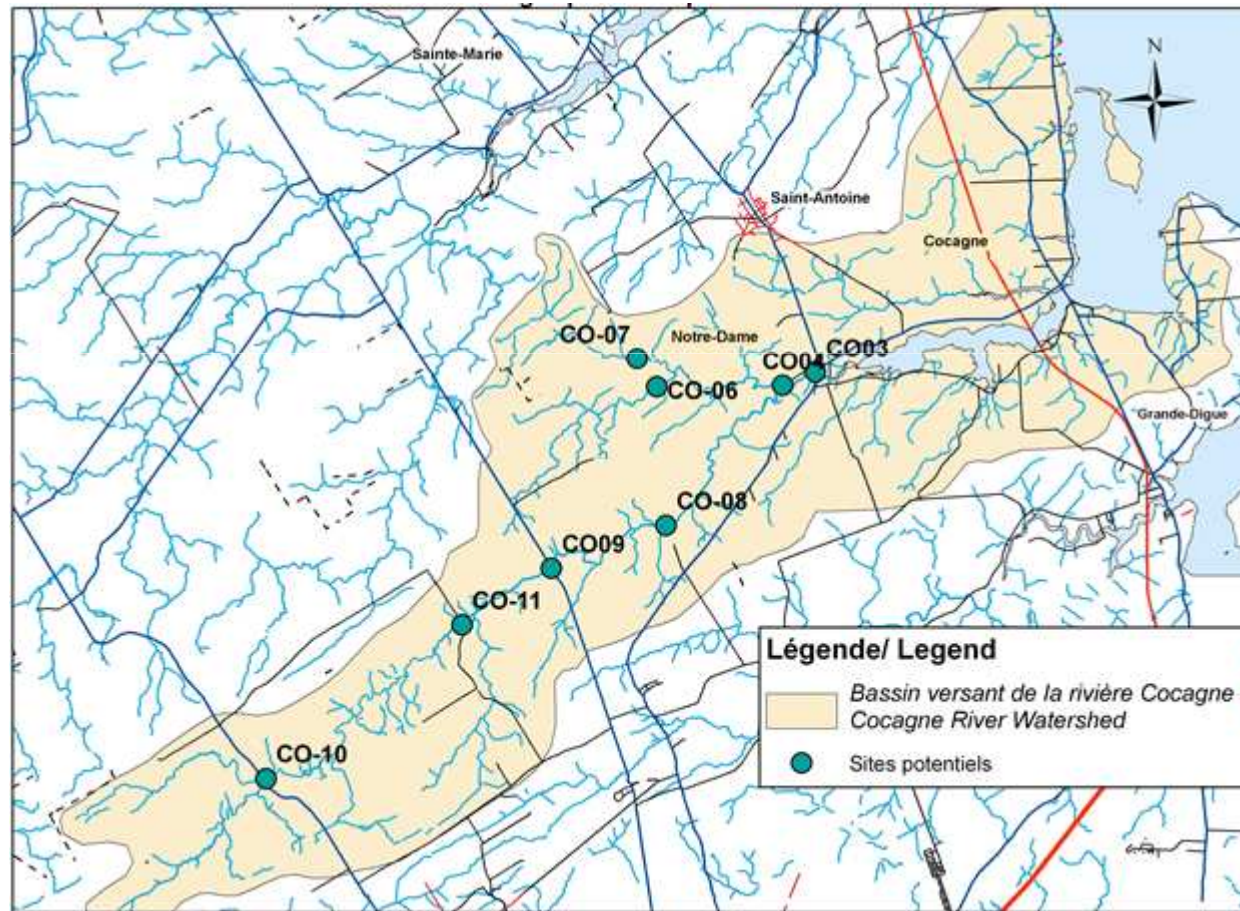 Sainte-Marie
N
Saint-Antoine
Cocagne
CO-07
Notre-Dame
CO03
CO04
CO-06
Grande-Digue
CO-08
CO09
CO-11
Légende/ Legend
Bassin versant de la rivière Cocagne
Cocagne River Watershed
CO-10
Sites potentiels